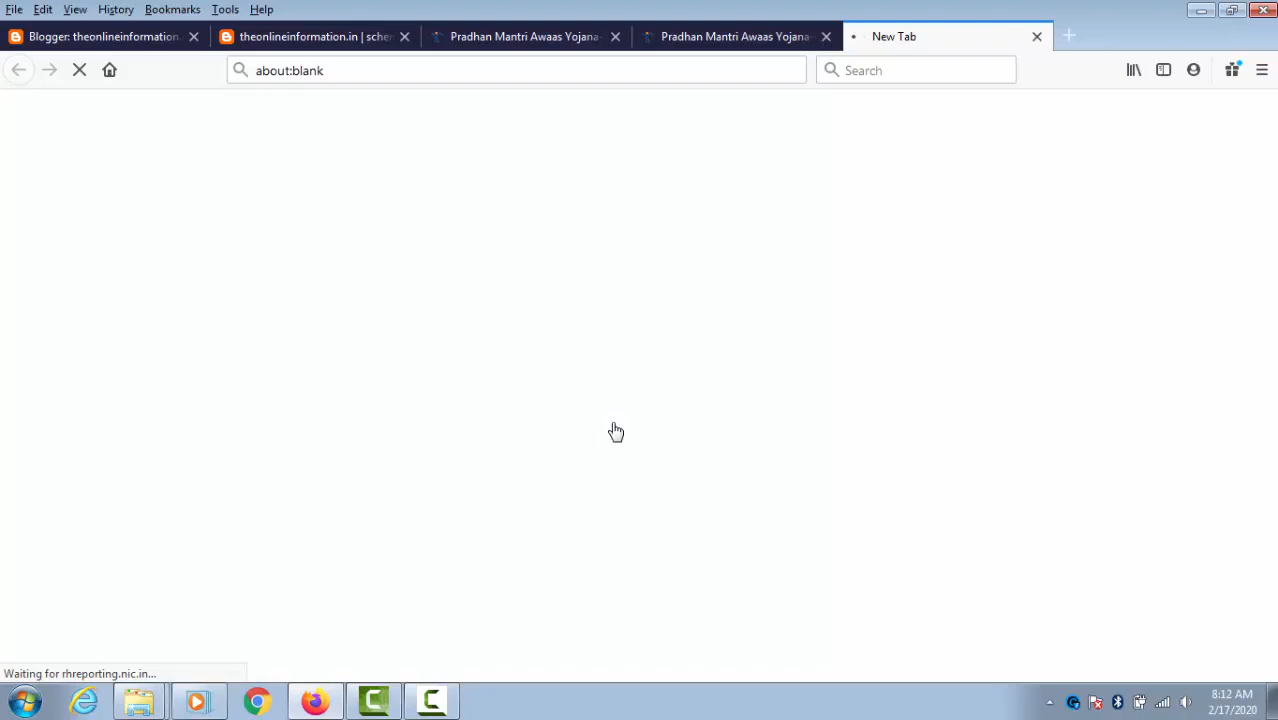 File Edit View History Bookmarks Tools Help
Blogger: theonlineinformation. theonlineinformation.in | sche Pradhan Mantri Awaas Yojana Pradhan Mantri Awaas Yojana New Tab
about:blank Search
Waiting for rhreporting.nic.in...
8:12 AM
2/17/2020